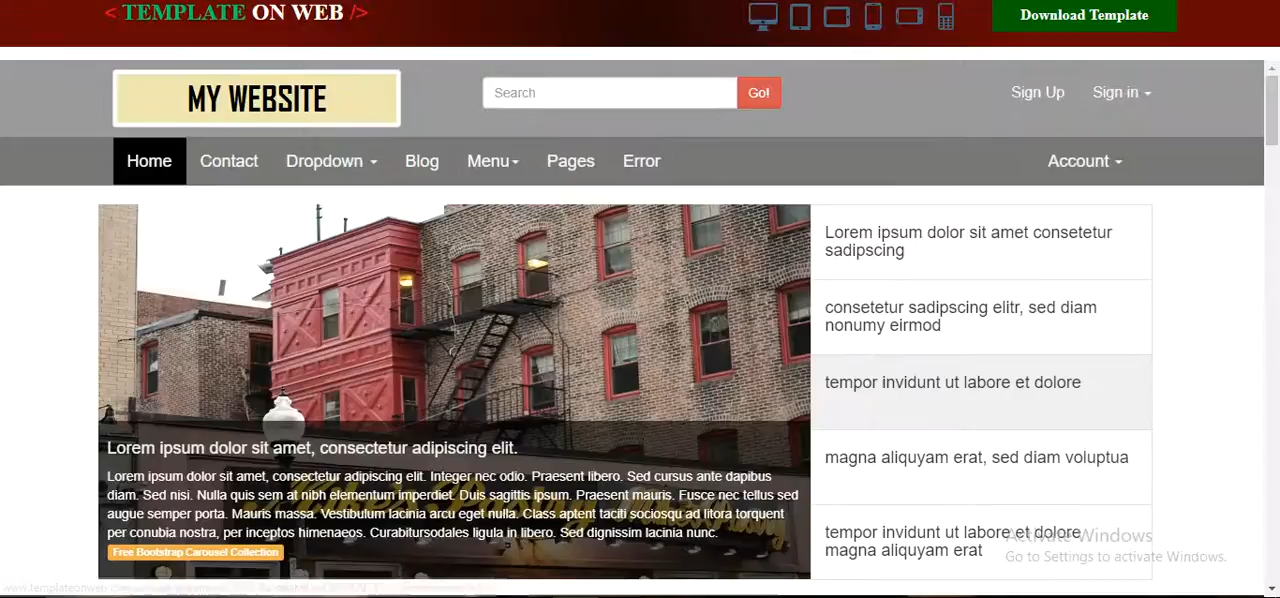 < TEMPLATE ON WEB />
Download Template
MY WEBSITE
Search
Go!
Sign Up
Sign in
Home
Contact
Dropdown
Blog
Menu
Pages
Error
Account
Lorem ipsum dolor sit amet, consectetur adipiscing elit.
Lorem ipsum dolor sit amet, consectetur adipiscing elit. Integer nec odio. Praesent libero. Sed cursus ante dapibus
diam. Sed nisi. Nulla quis sem at nibh elementum imperdiet. Duis sagittis ipsum. Praesent mauris. Fusce nec tellus sed
augue semper porta. Mauris massa. Vestibulum lacinia arcu eget nulla. Class aptent taciti sociosqu ad litora torquent
per conubia nostra, per inceptos himenaeos. Curabitursodales ligula in libero. Sed dignissim lacinia nunc.
Free Bootstrap Carousel Collection
Lorem ipsum dolor sit amet consetetur
sadipscing
consetetur sadipscing elitr, sed diam
nonumy eirmod
tempor invidunt ut labore et dolore
magna aliquyam erat, sed diam voluptua
tempor invidunt ut labore et dolore
magna aliquyam erat
Activate Windows
Go to Settings to activate Windows.